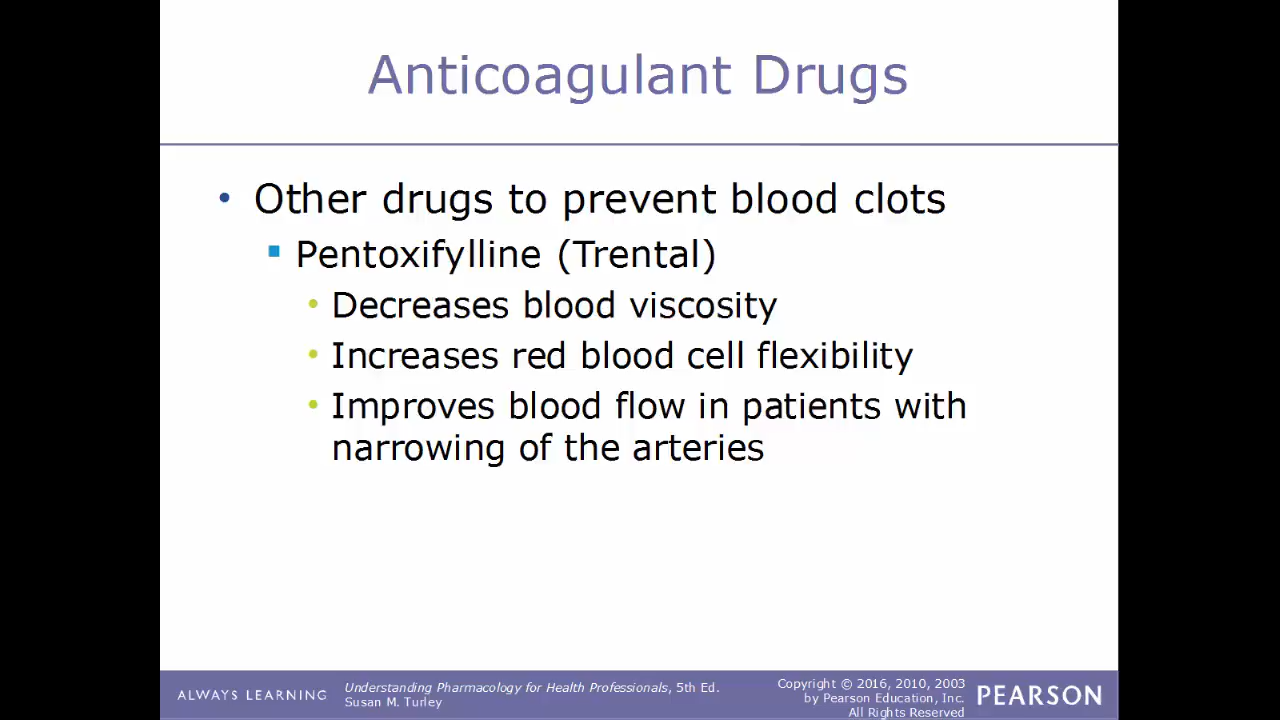 Anticoagulant Drugs
• Other drugs to prevent blood clots
▪ Pentoxifylline (Trental)
• Decreases blood viscosity
• Increases red blood cell flexibility
• Improves blood flow in patients with
narrowing of the arteries
ALWAYS LEARNING
Understanding Pharmacology for Health Professionals, 5th Ed.
Susan M. Turley
Copyright © 2016, 2010, 2003
by Pearson Education, Inc.
All Rights Reserved
PEARSON